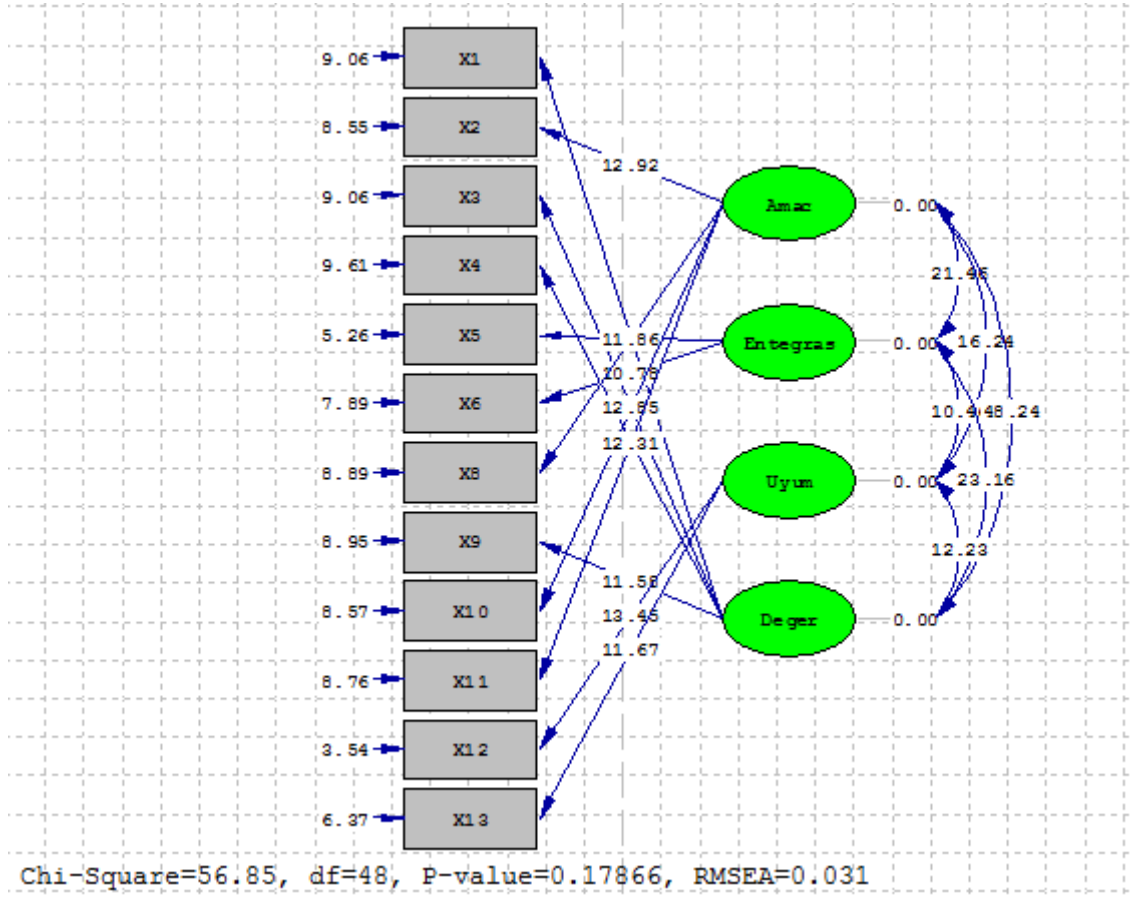 9.06 X1
8.55 X2
12.92
9.06 X3 Amac 0.00
9.61 X4
21.46
5.26 X5 11.86 Entegras 0.00 16.24
10.78
7.89 X6 12.85
12.31
8.89 X8 Uyum 0.00 23.16
8.95 X9 12.23
11.58
8.57 X10 13.45 Deger 0.00
11.67
8.76 X11
3.54 X12
6.37 X13
Chi-Square=56.85, df=48, P-value=0.17866, RMSEA=0.031